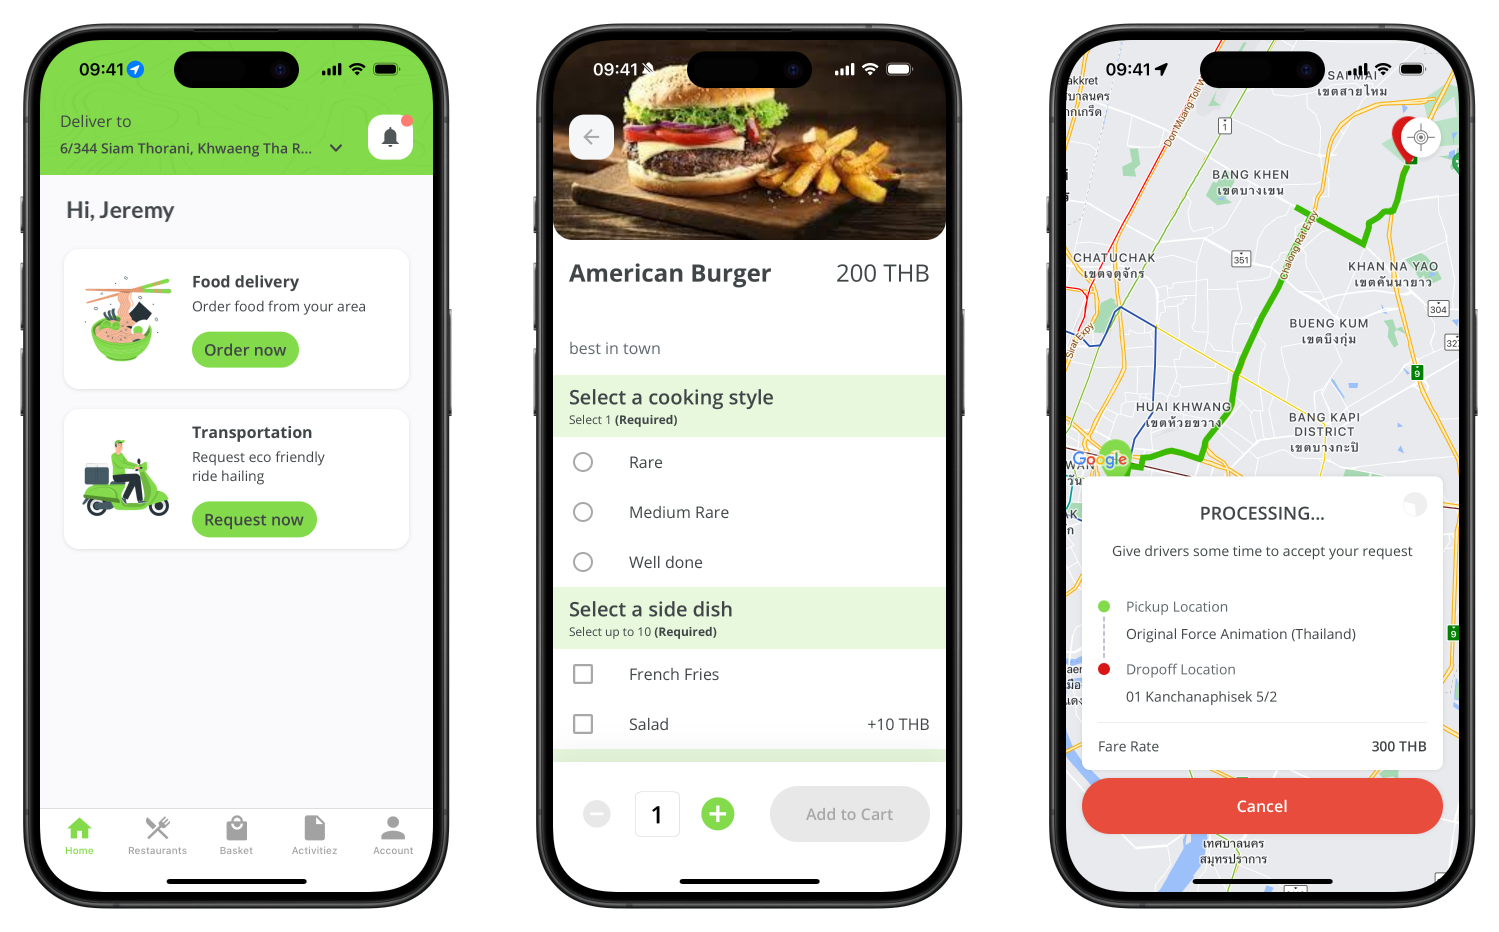 09:41
Deliver to
6/344 Siam Thorani, Khwaeng Tha R...
Hi, Jeremy
Food delivery
Order food from your area
Order now
Transportation
Request eco friendly
ride hailing
Request now
Home
Restaurants
Basket
Activitiez
Account
09:41
American Burger
200 THB
best in town
Select a cooking style
Select 1 (Required)
Rare
Medium Rare
Well done
Select a side dish
Select up to 10 (Required)
French Fries
Salad
+10 THB
1
Add to Cart
09:41
akkret
บาลนคร
ากเกร็ด
SAI MAI
เขตสายไหม
Don Muang Toll W
1
BANG KHEN
เขตบางเขน
351
Chalong Rat Expy
CHATUCHAK
เขตจตุจักร
KHAN NA YAO
เขตคันนายาว
304
BUENG KUM
เขตบึงกุ่ม
Sirat Expy
9
HUAI KHWANG
เขตห้วยขวาง
BANG KAPI
DISTRICT
เขตบางกะปิ
Google
PROCESSING...
Give drivers some time to accept your request
Pickup Location
Original Force Animation (Thailand)
9
Dropoff Location
01 Kanchanaphisek 5/2
Fare Rate
300 THB
Cancel
เทศบาลนคร
สมุทรปราการ